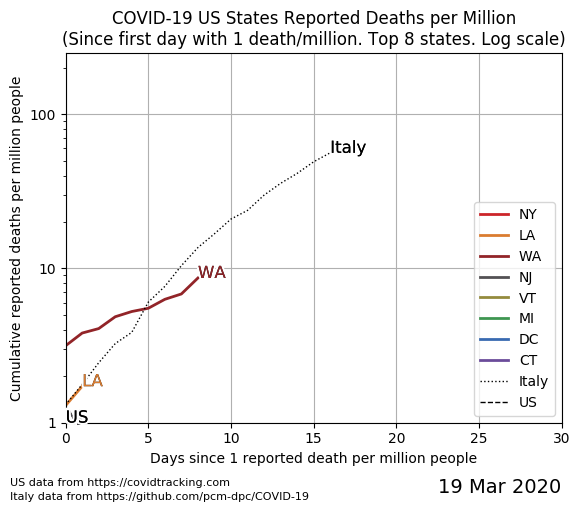 COVID-19 US States Reported Deaths per Million
(Since first day with 1 death/million. Top 8 states. Log scale)
Cumulative reported deaths per million people
100
10
1
Italy
WA
LA
US
NY
LA
WA
NJ
VT
MI
DC
CT
Italy
US
0 5 10 15 20 25 30
Days since 1 reported death per million people
US data from https://covidtracking.com
Italy data from https://github.com/pcm-dpc/COVID-19
19 Mar 2020